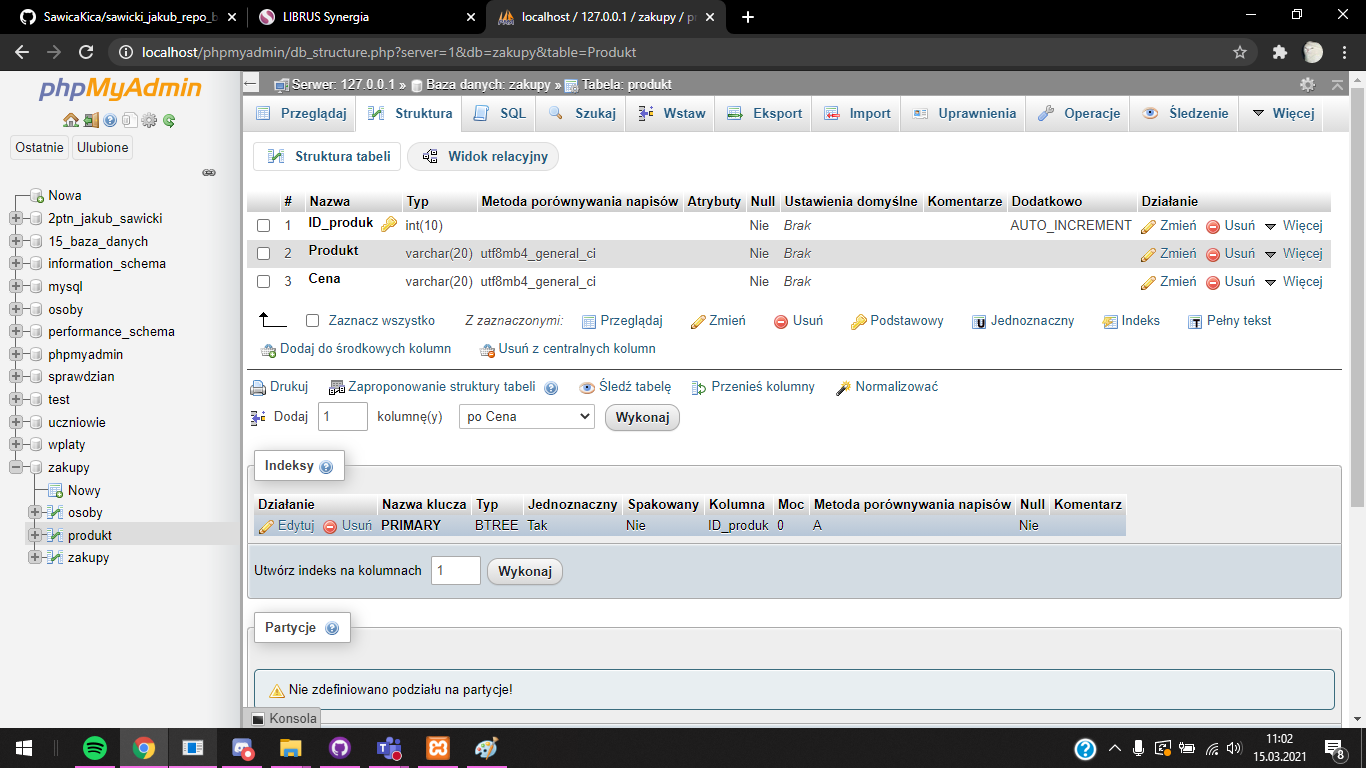 SawicaKica/sawicki_jakub_repo_b
LIBRUS Synergia
localhost / 127.0.0.1 / zakupy / pr
localhost/phpmyadmin/db_structure.php?server=1&db=zakupy&table=Produkt
phpMyAdmin
Ostatnie Ulubione
Nowa
2ptn_jakub_sawicki
15_baza_danych
information_schema
mysql
osoby
performance_schema
phpmyadmin
sprawdzian
test
uczniowie
wplaty
zakupy
Nowy
osoby
produkt
zakupy
Serwer: 127.0.0.1 » Baza danych: zakupy » Tabela: produkt
Przeglądaj Struktura SQL Szukaj Wstaw Eksport Import Uprawnienia Operacje Śledzenie Więcej
Struktura tabeli Widok relacyjny
# Nazwa Typ Metoda porównywania napisów Atrybuty Null Ustawienia domyślne Komentarze Dodatkowo Działanie
1 ID_produk int(10) Nie Brak AUTO_INCREMENT Zmień Usuń Więcej
2 Produkt varchar(20) utf8mb4_general_ci Nie Brak Zmień Usuń Więcej
3 Cena varchar(20) utf8mb4_general_ci Nie Brak Zmień Usuń Więcej
Zaznacz wszystko Z zaznaczonymi: Przeglądaj Zmień Usuń Podstawowy Jednoznaczny Indeks Pełny tekst
Dodaj do środkowych kolumn Usuń z centralnych kolumn
Drukuj Zaproponowanie struktury tabeli Śledź tabelę Przenieś kolumny Normalizować
Dodaj 1 kolumnę(y) po Cena Wykonaj
Indeksy
Działanie Nazwa klucza Typ Jednoznaczny Spakowany Kolumna Moc Metoda porównywania napisów Null Komentarz
Edytuj Usuń PRIMARY BTREE Tak Nie ID_produk 0 A Nie
Utwórz indeks na kolumnach 1 Wykonaj
Partycje
Nie zdefiniowano podziału na partycje!
Konsola
11:02
15.03.2021
8